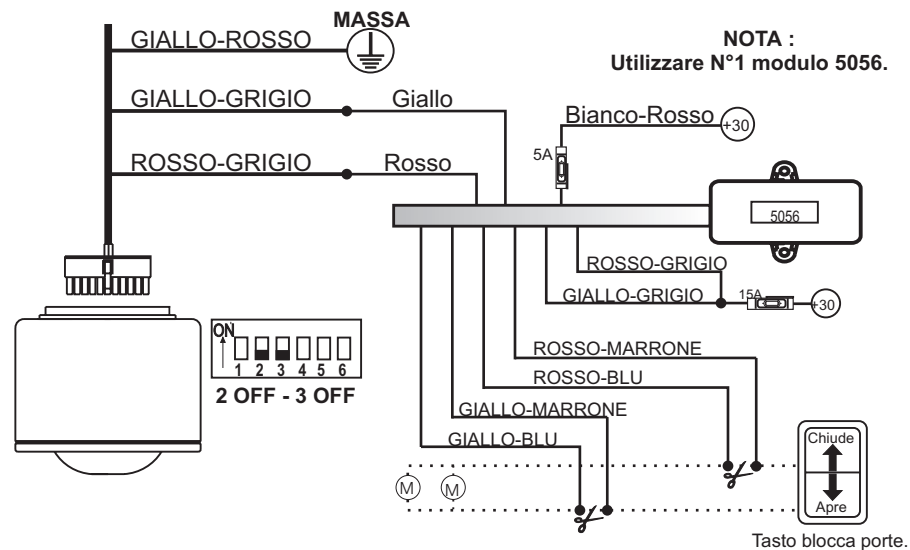 MASSA
GIALLO-ROSSO
NOTA :
Utilizzare N°1 modulo 5056.
GIALLO-GRIGIO
Giallo
Bianco-Rosso
+30
5A
ROSSO-GRIGIO
Rosso
5056
ROSSO-GRIGIO
GIALLO-GRIGIO
15A
+30
ON
1 2 3 4 5 6
2 OFF - 3 OFF
ROSSO-MARRONE
ROSSO-BLU
GIALLO-MARRONE
GIALLO-BLU
Chiude
M
M
Apre
Tasto blocca porte.